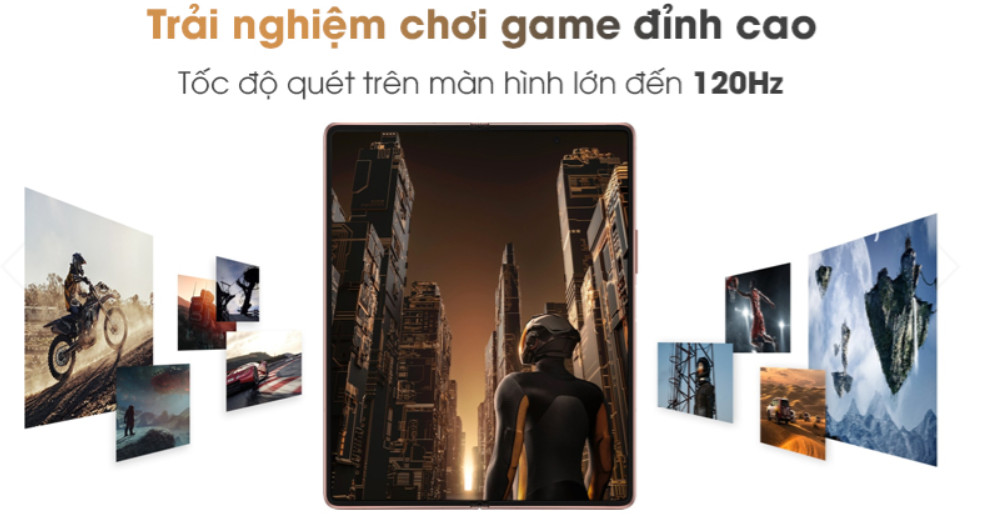 Trải nghiệm chơi game đỉnh cao
Tốc độ quét trên màn hình lớn đến 120Hz